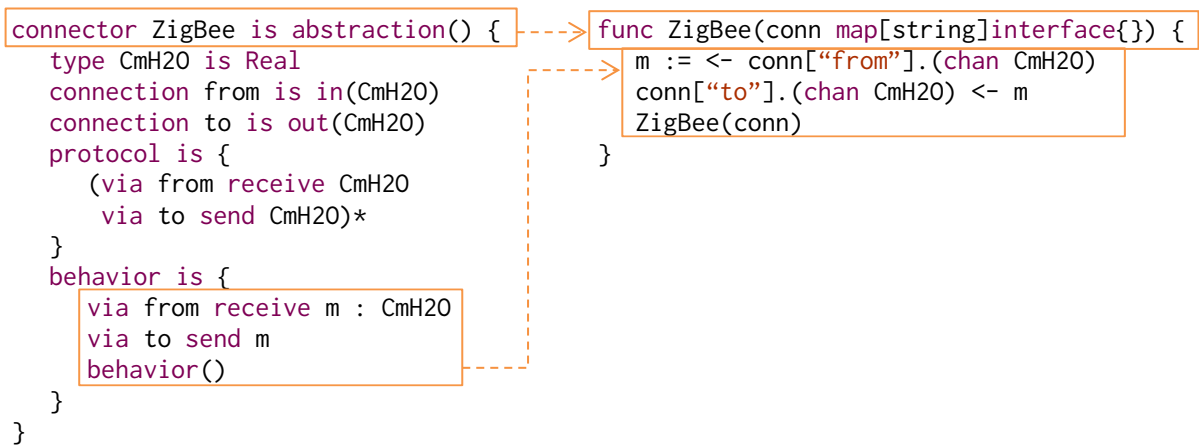 connector ZigBee is abstraction() {
type CmH2O is Real
connection from is in(CmH2O)
connection to is out(CmH2O)
protocol is {
(via from receive CmH2O
via to send CmH2O)*
}
behavior is {
via from receive m : CmH2O
via to send m
behavior()
}
}
func ZigBee(conn map[string]interface{}) {
m := <- conn[“from”].(chan CmH2O)
conn[“to”].(chan CmH2O) <- m
ZigBee(conn)
}